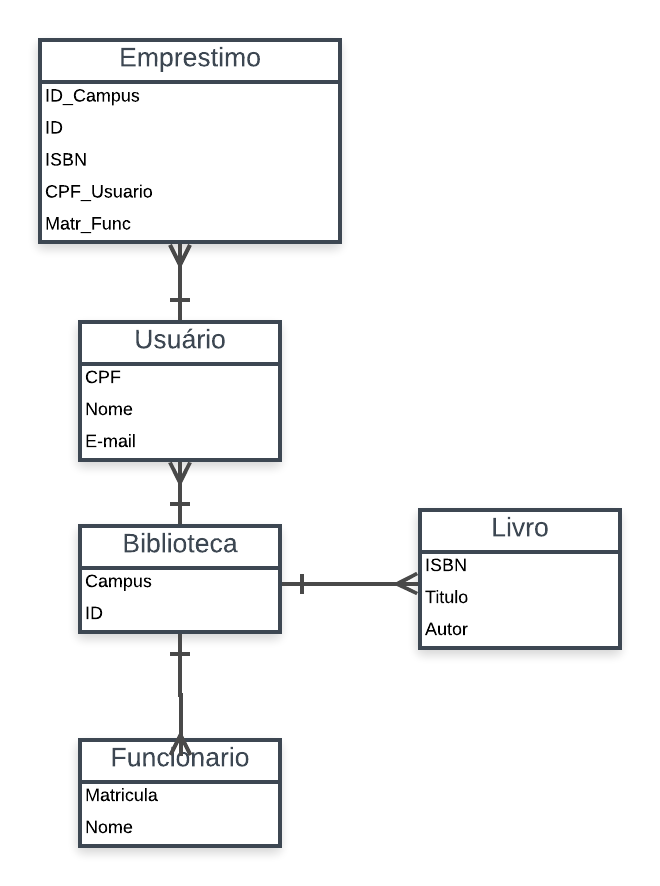 Emprestimo
ID_Campus
ID
ISBN
CPF_Usuario
Matr_Func
Usuário
CPF
Nome
E-mail
Biblioteca
Campus
ID
Livro
ISBN
Titulo
Autor
Funcionario
Matricula
Nome